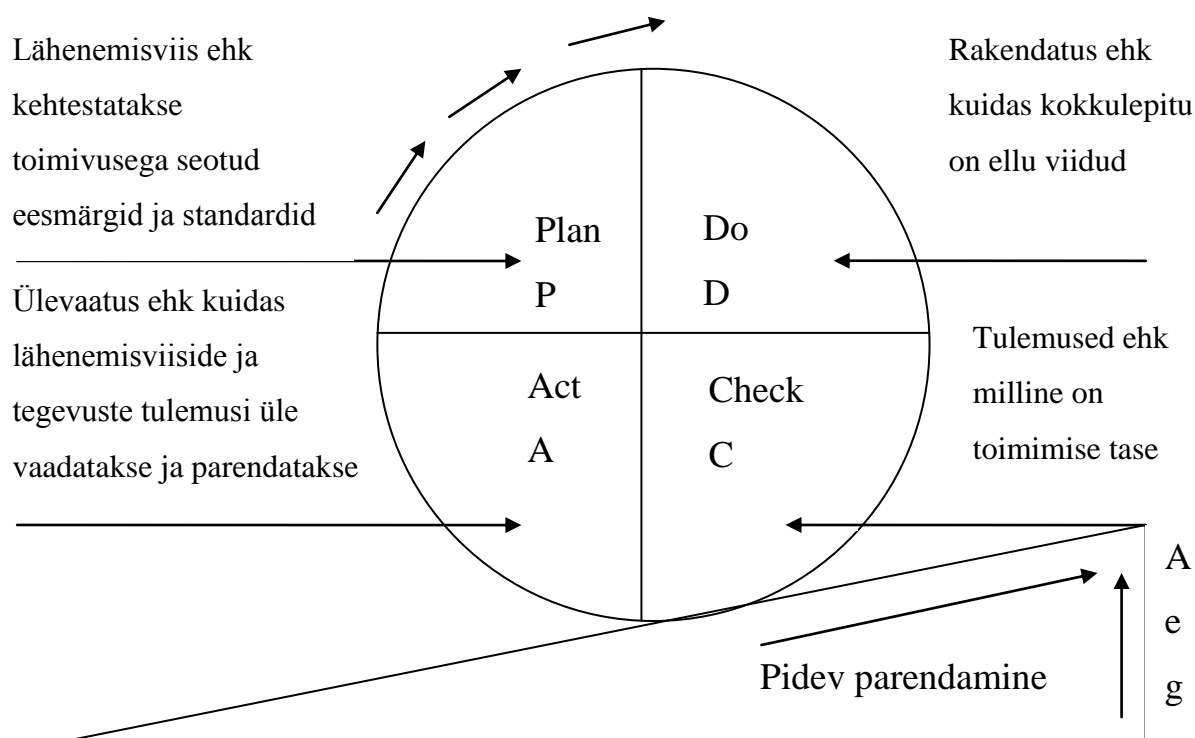 Lähenemisviis ehk
kehtestatakse
toimivusega seotud
eesmärgid ja standardid
Rakendatus ehk
kuidas kokkulepitu
on ellu viidud
Plan
P
Do
D
Ülevaatus ehk kuidas
lähenemisviiside ja
tegevuste tulemusi üle
vaadatakse ja parendatakse
Act
A
Check
C
Tulemused ehk
milline on
toimimise tase
Pidev parendamine
A
e
g